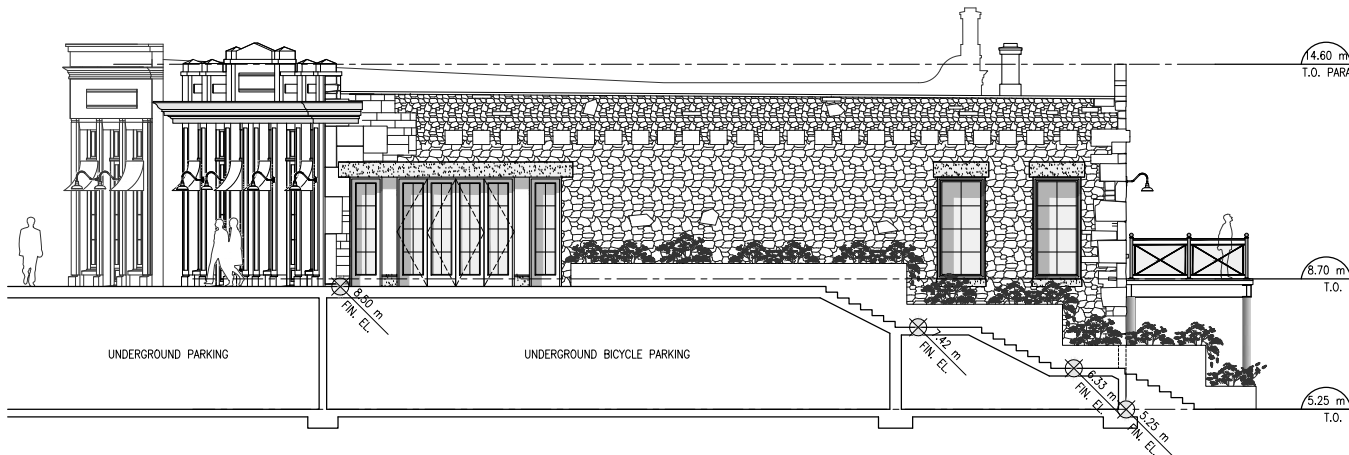 14.60 m
T.O. PARA
8.70 m
T.O.
8.50 m
FIN. EL.
UNDERGROUND PARKING
UNDERGROUND BICYCLE PARKING
7.42 m
FIN. EL.
6.33 m
FIN. EL.
5.25 m
FIN. EL.
5.25 m
T.O.